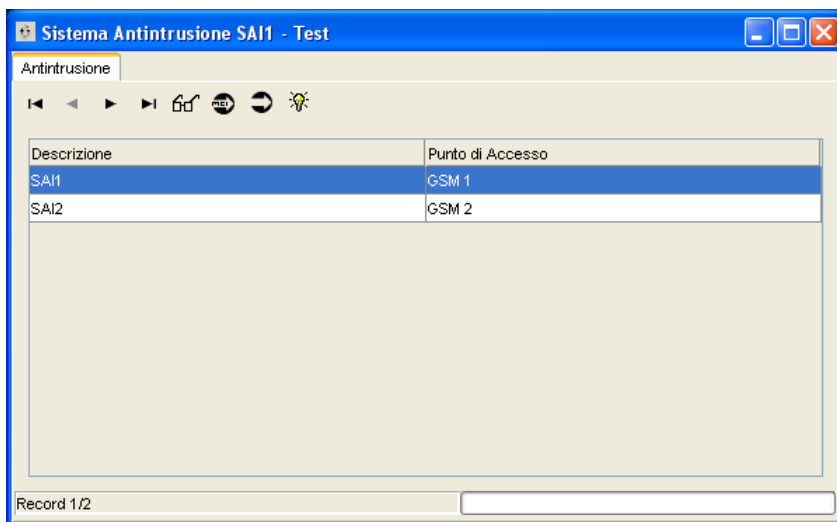 Sistema Antintrusione SAI1 - Test
Antintrusione
Descrizione Punto di Accesso
SAI1 GSM 1
SAI2 GSM 2
Record 1/2